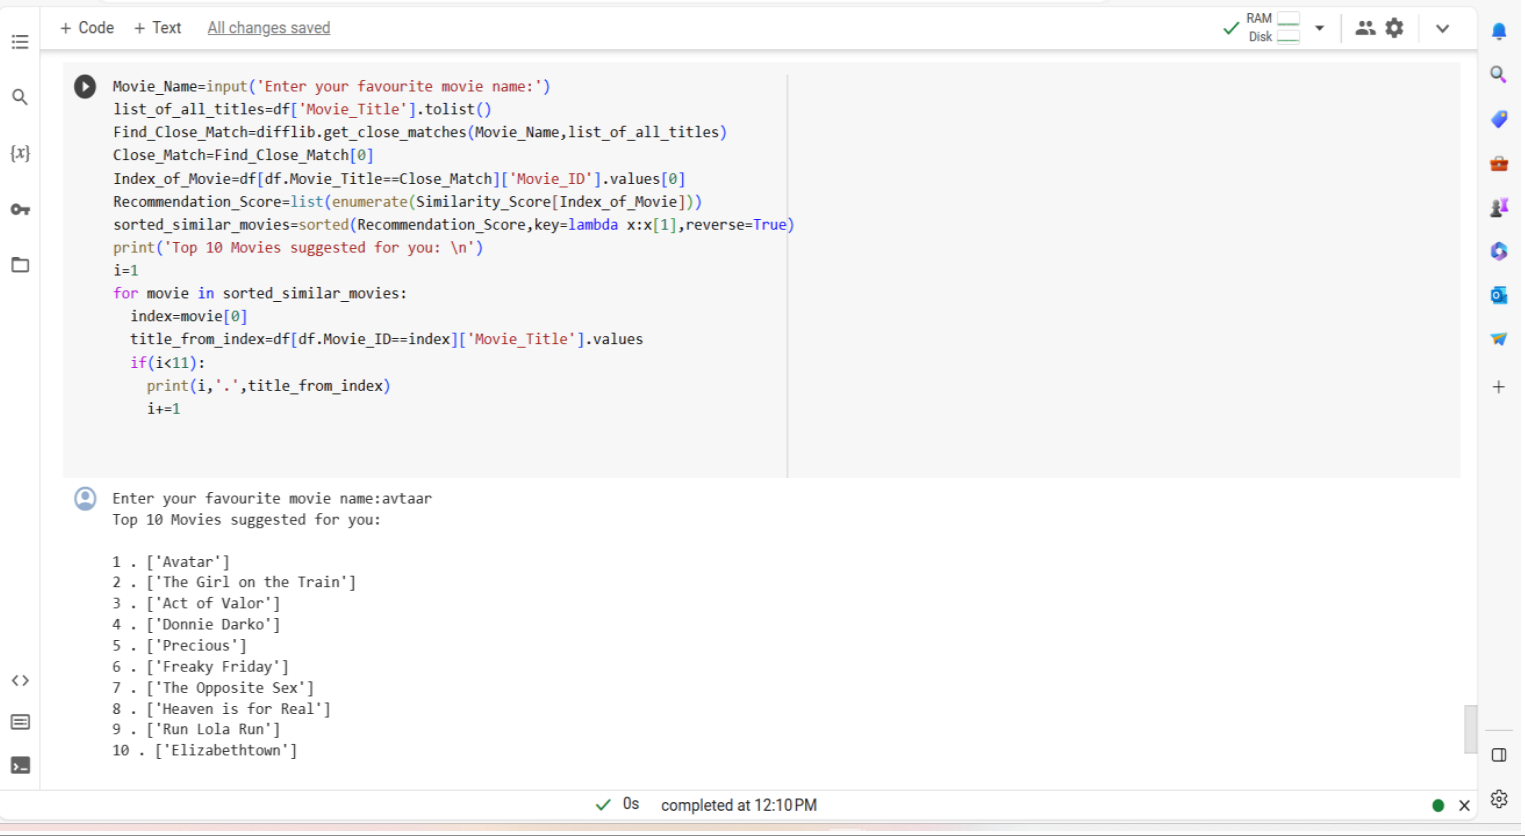 + Code + Text All changes saved
RAM
Disk
Movie_Name=input('Enter your favourite movie name:')
list_of_all_titles=df['Movie_Title'].tolist()
Find_Close_Match=difflib.get_close_matches(Movie_Name,list_of_all_titles)
Close_Match=Find_Close_Match[0]
Index_of_Movie=df[df.Movie_Title==Close_Match]['Movie_ID'].values[0]
Recommendation_Score=list(enumerate(Similarity_Score[Index_of_Movie]))
sorted_similar_movies=sorted(Recommendation_Score,key=lambda x:x[1],reverse=True)
print('Top 10 Movies suggested for you: \n')
i=1
for movie in sorted_similar_movies:
  index=movie[0]
  title_from_index=df[df.Movie_ID==index]['Movie_Title'].values
  if(i<11):
    print(i,'.',title_from_index)
    i+=1
Enter your favourite movie name:avtaar
Top 10 Movies suggested for you:
1 . ['Avatar']
2 . ['The Girl on the Train']
3 . ['Act of Valor']
4 . ['Donnie Darko']
5 . ['Precious']
6 . ['Freaky Friday']
7 . ['The Opposite Sex']
8 . ['Heaven is for Real']
9 . ['Run Lola Run']
10 . ['Elizabethtown']
0s completed at 12:10 PM